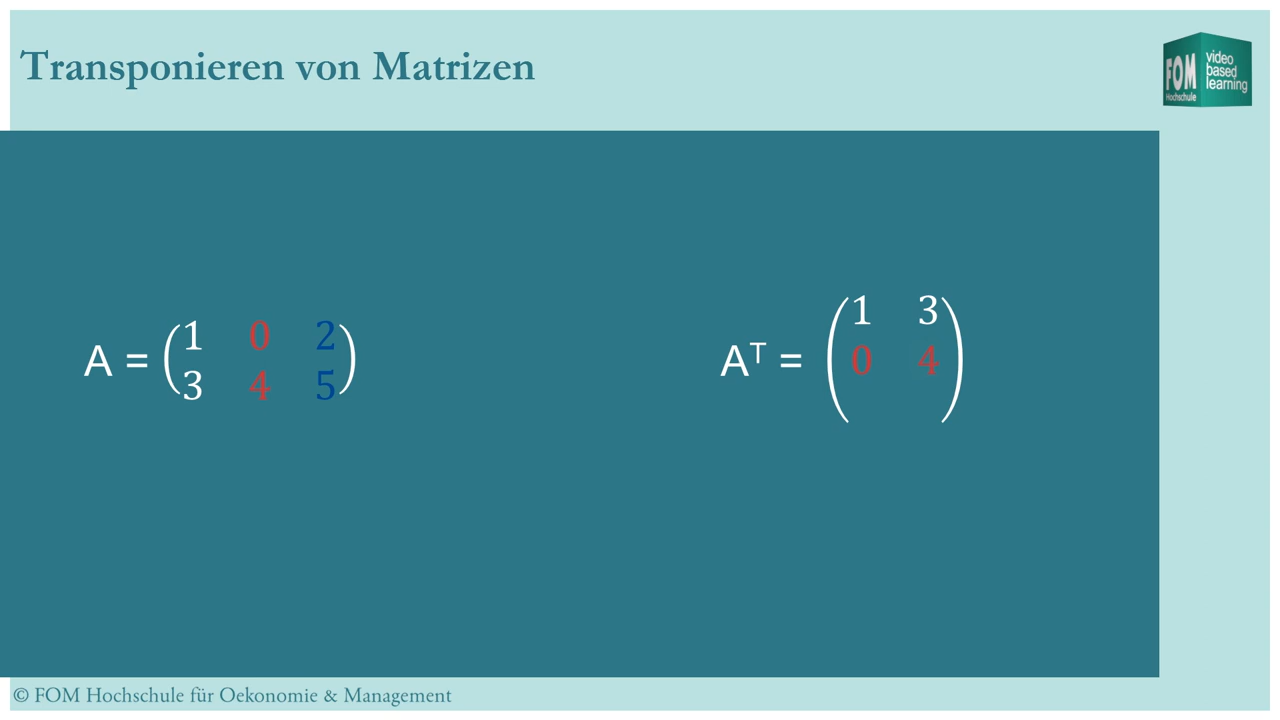 Transponieren von Matrizen
FOM
Hochschule
video
based
learning
A = (1 0 2
3 4 5)
Aᵀ = (1 3
0 4)
© FOM Hochschule für Oekonomie & Management